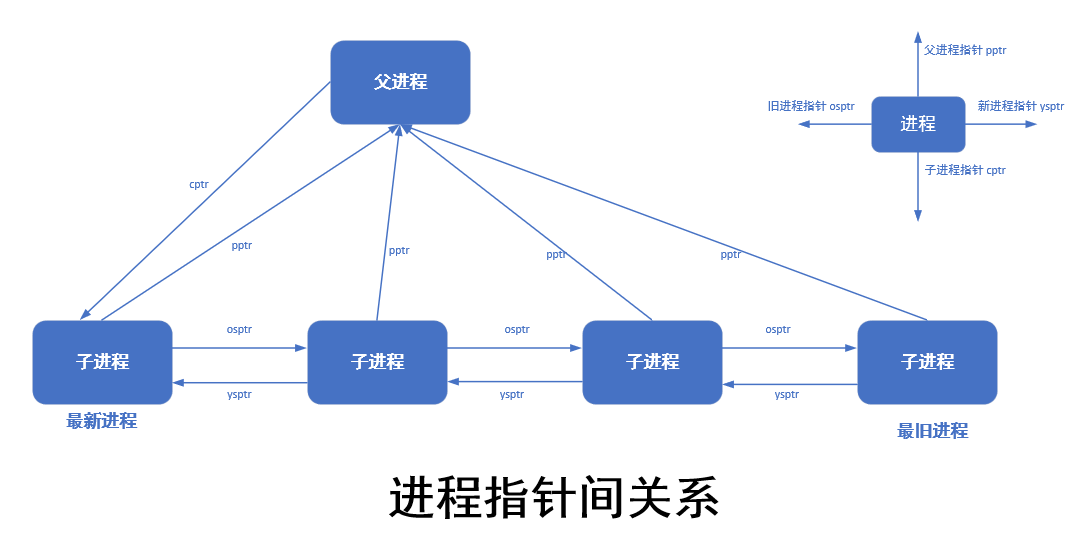 父进程
父进程指针 pptr
旧进程指针 osptr
新进程指针 ysptr
进程
子进程指针 cptr
cptr
pptr
pptr
pptr
pptr
osptr
osptr
osptr
子进程
子进程
子进程
子进程
ysptr
ysptr
ysptr
最新进程
最旧进程
进程指针间关系